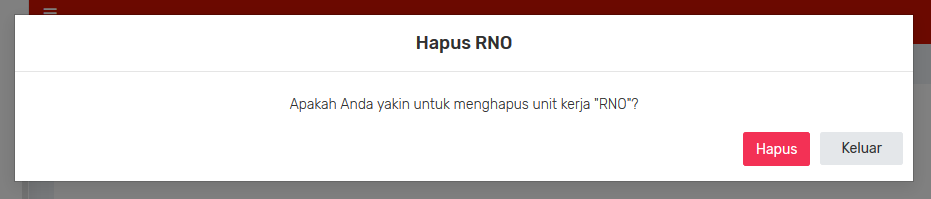 Hapus RNO
Apakah Anda yakin untuk menghapus unit kerja "RNO"?
Hapus
Keluar